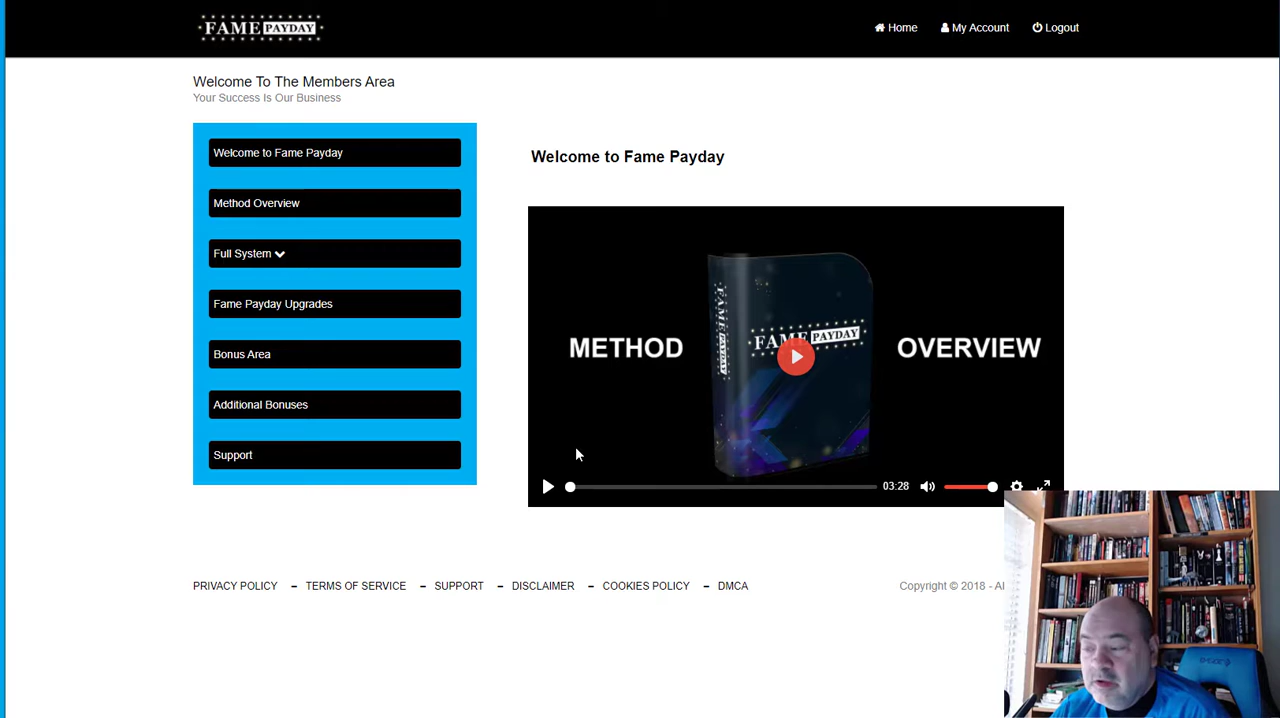 FAME PAYDAY
Home
My Account
Logout
Welcome To The Members Area
Your Success Is Our Business
Welcome to Fame Payday
Method Overview
Full System
Fame Payday Upgrades
Bonus Area
Additional Bonuses
Support
Welcome to Fame Payday
METHOD
FAME PAYDAY
FAME PAYDAY
OVERVIEW
03:28
PRIVACY POLICY - TERMS OF SERVICE - SUPPORT - DISCLAIMER - COOKIES POLICY - DMCA
Copyright © 2018 -